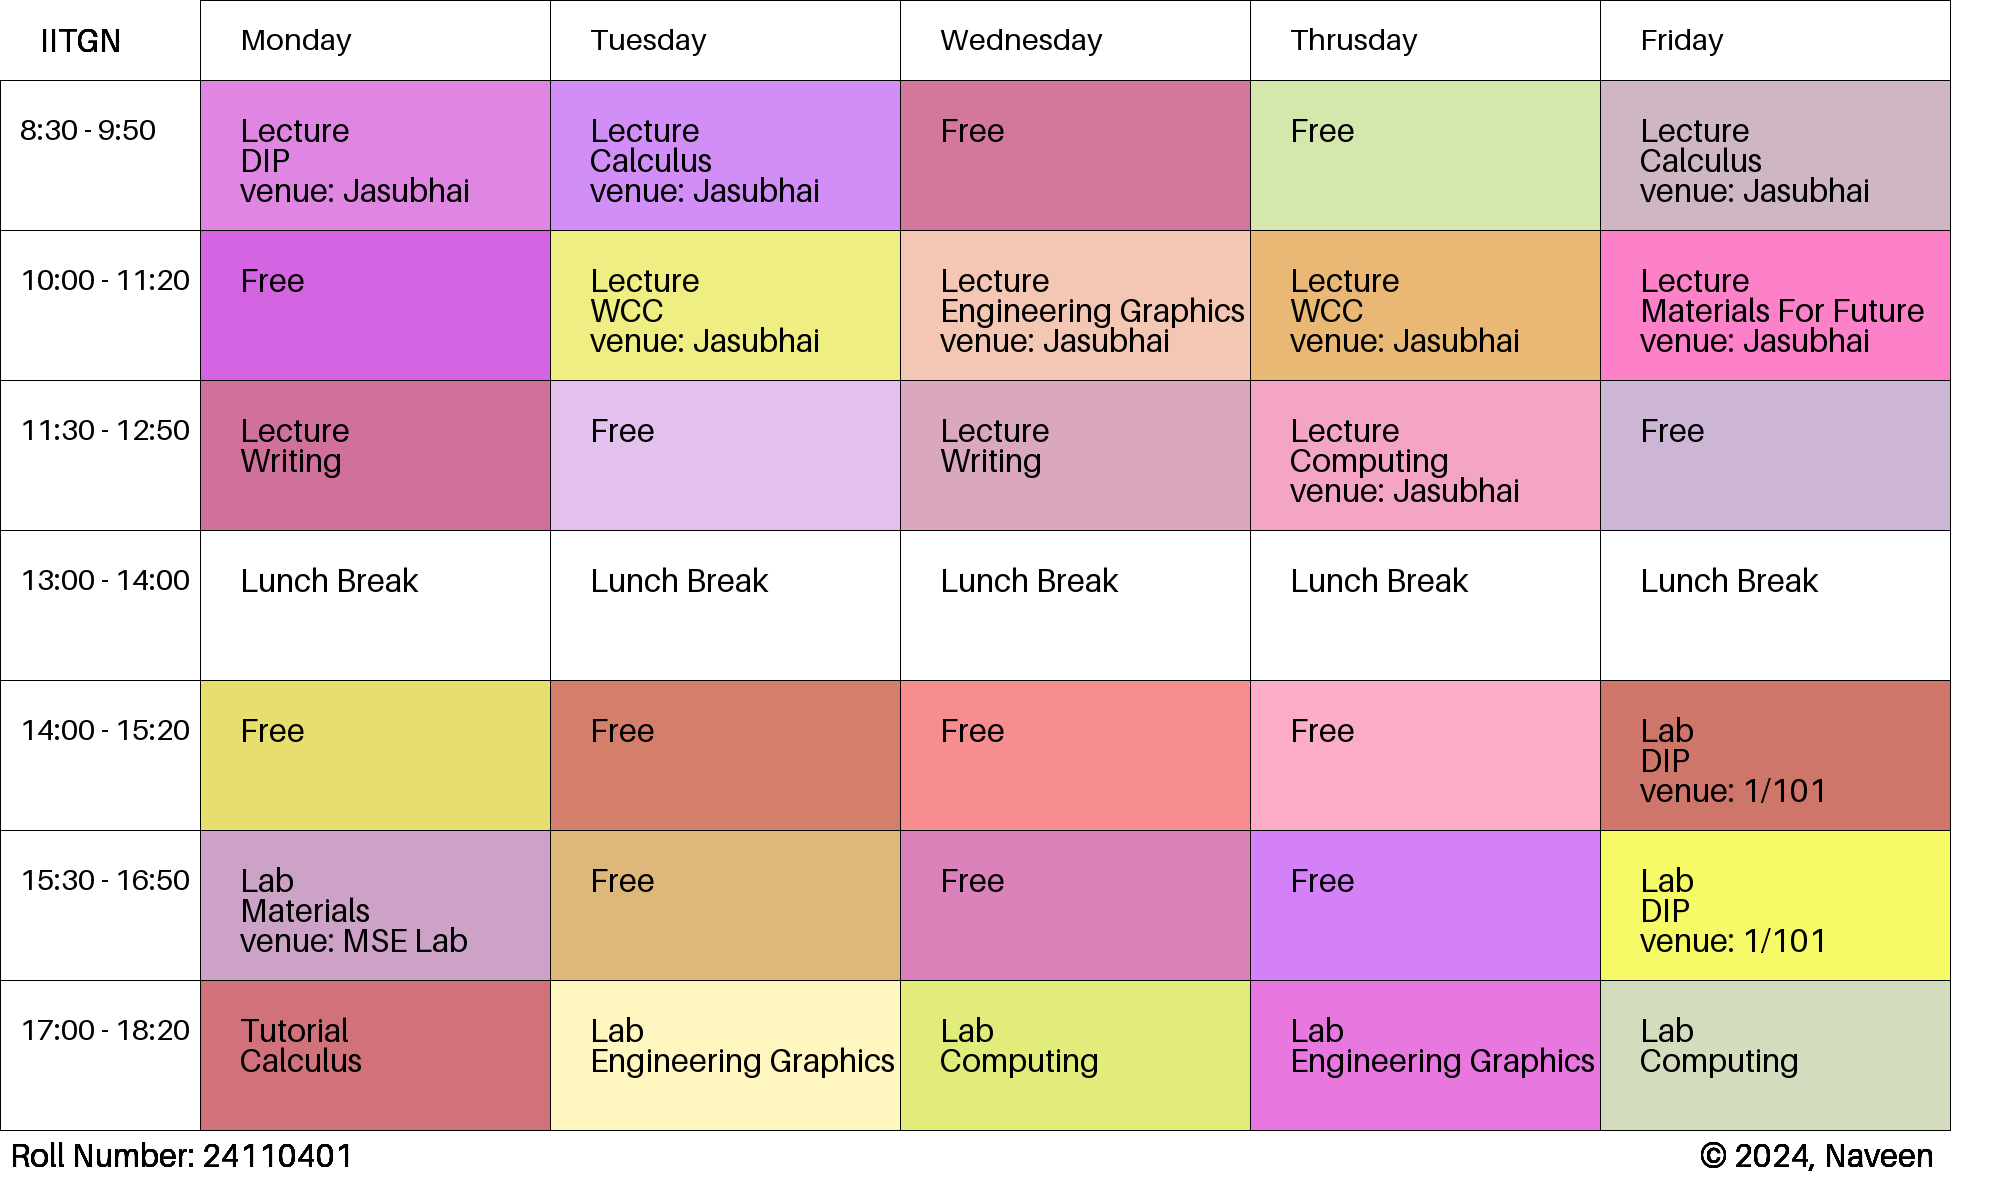 IITGN
Monday
Tuesday
Wednesday
Thrusday
Friday
8:30 - 9:50
Lecture
DIP
venue: Jasubhai
Lecture
Calculus
venue: Jasubhai
Free
Free
Lecture
Calculus
venue: Jasubhai
10:00 - 11:20
Free
Lecture
WCC
venue: Jasubhai
Lecture
Engineering Graphics
venue: Jasubhai
Lecture
WCC
venue: Jasubhai
Lecture
Materials For Future
venue: Jasubhai
11:30 - 12:50
Lecture
Writing
Free
Lecture
Writing
Lecture
Computing
venue: Jasubhai
Free
13:00 - 14:00
Lunch Break
Lunch Break
Lunch Break
Lunch Break
Lunch Break
14:00 - 15:20
Free
Free
Free
Free
Lab
DIP
venue: 1/101
15:30 - 16:50
Lab
Materials
venue: MSE Lab
Free
Free
Free
Lab
DIP
venue: 1/101
17:00 - 18:20
Tutorial
Calculus
Lab
Engineering Graphics
Lab
Computing
Lab
Engineering Graphics
Lab
Computing
Roll Number: 24110401
© 2024, Naveen